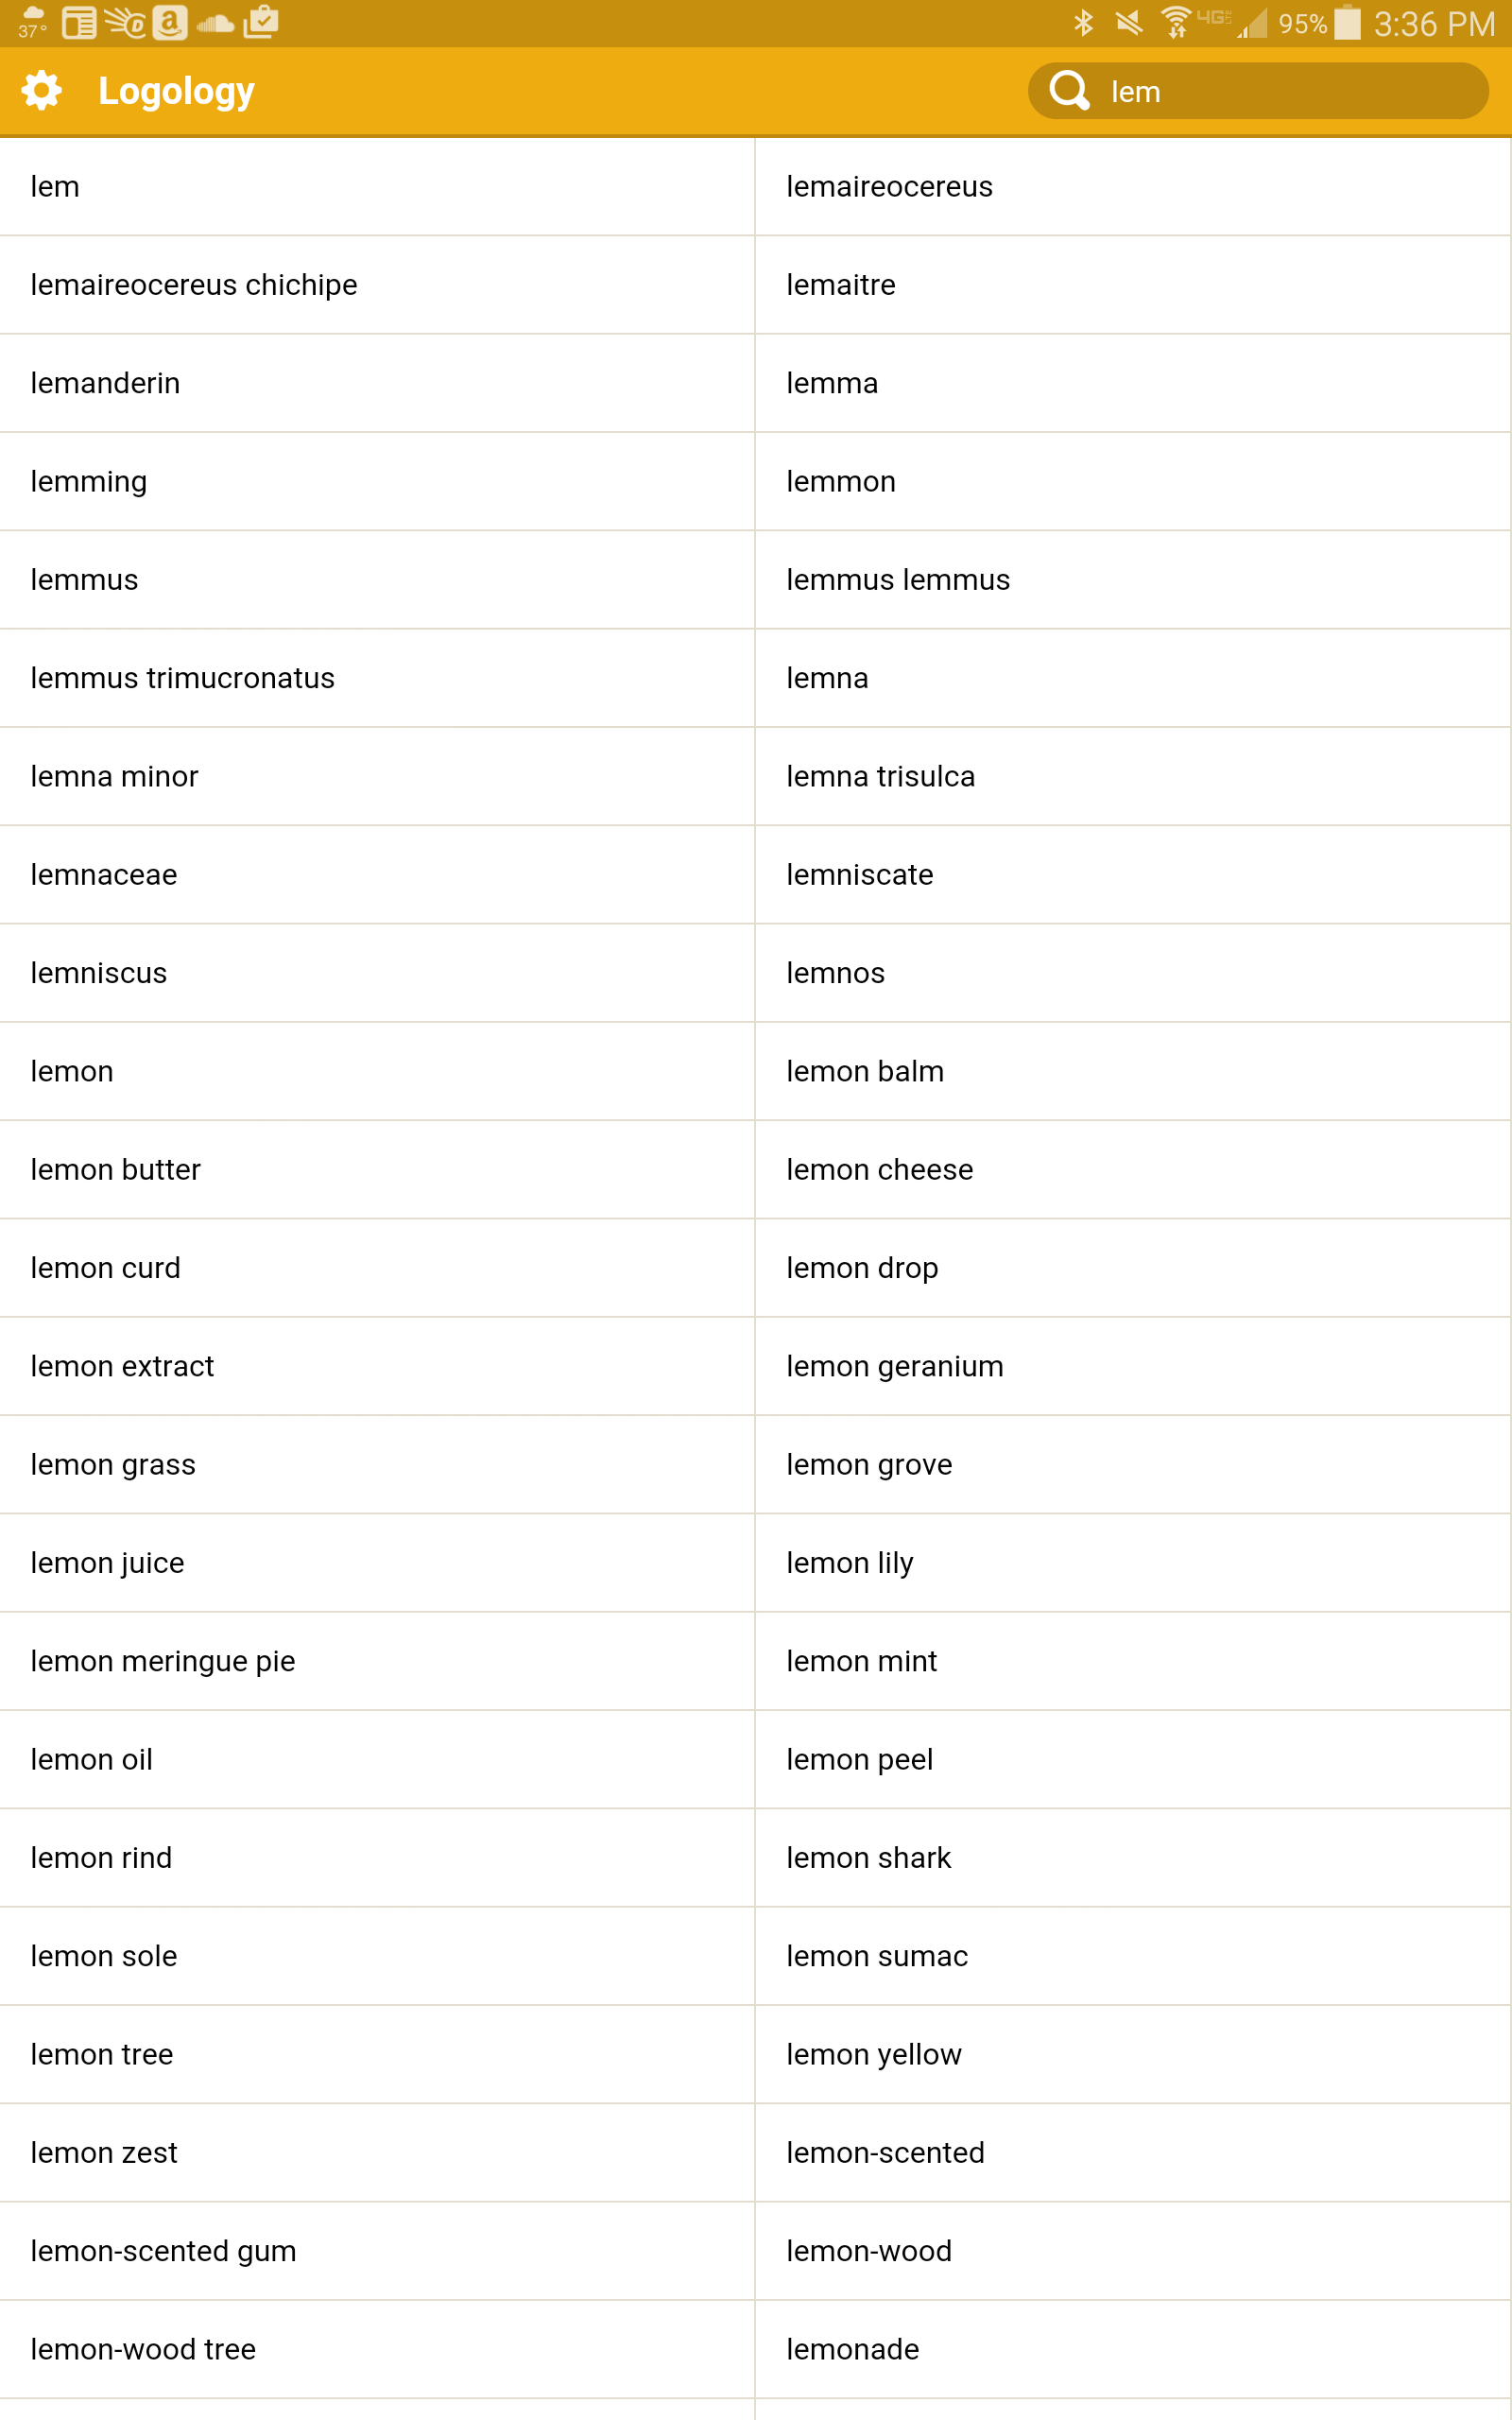 37° 4G LTE 95% 3:36 PM
Logology lem
lem lemaireocereus
lemaireocereus chichipe lemaitre
lemanderin lemma
lemming lemmon
lemmus lemmus lemmus
lemmus trimucronatus lemna
lemna minor lemna trisulca
lemnaceae lemniscate
lemniscus lemnos
lemon lemon balm
lemon butter lemon cheese
lemon curd lemon drop
lemon extract lemon geranium
lemon grass lemon grove
lemon juice lemon lily
lemon meringue pie lemon mint
lemon oil lemon peel
lemon rind lemon shark
lemon sole lemon sumac
lemon tree lemon yellow
lemon zest lemon-scented
lemon-scented gum lemon-wood
lemon-wood tree lemonade